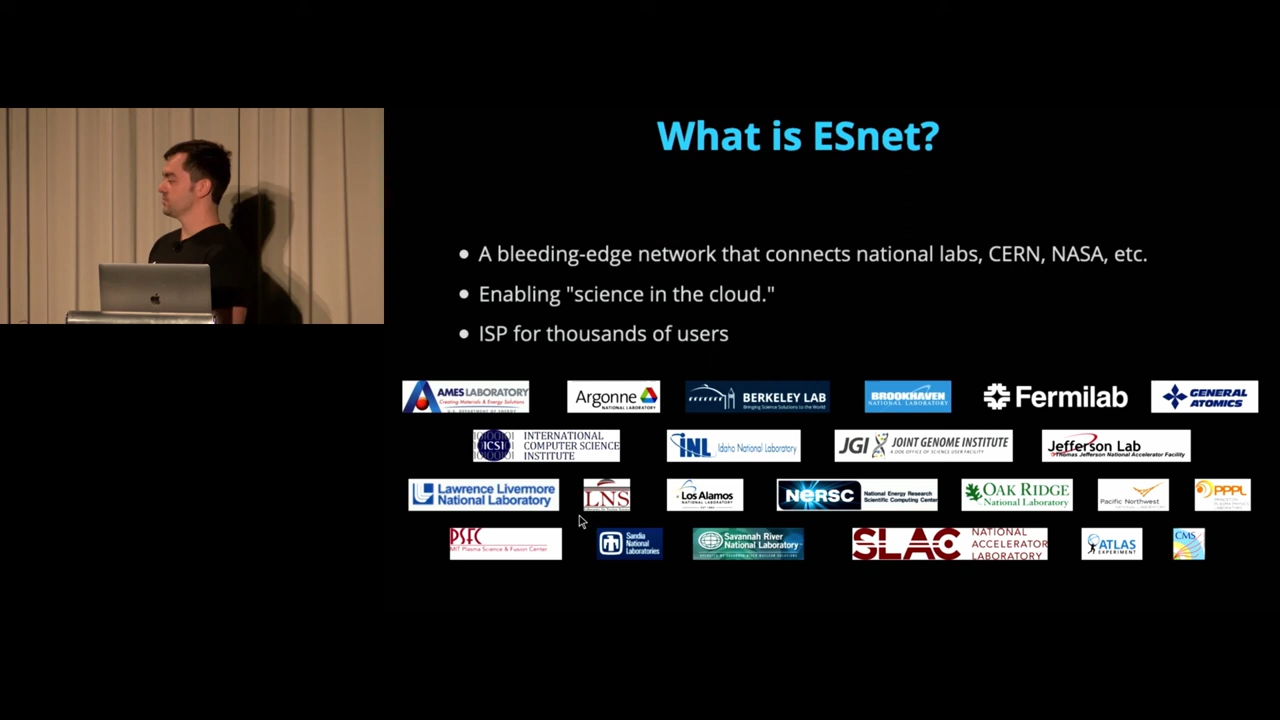 What is ESnet?
A bleeding-edge network that connects national labs, CERN, NASA, etc.
Enabling "science in the cloud."
ISP for thousands of users
AMES LABORATORY
Creating Materials & Energy Solutions
U.S. DEPARTMENT OF ENERGY
Argonne
NATIONAL LABORATORY
BERKELEY LAB
Bringing Science Solutions to the World
BROOKHAVEN
NATIONAL LABORATORY
Fermilab
GENERAL
ATOMICS
ICSI
INTERNATIONAL
COMPUTER SCIENCE
INSTITUTE
INL Idaho National Laboratory
JGI JOINT GENOME INSTITUTE
A DOE OFFICE OF SCIENCE USER FACILITY
Jefferson Lab
Thomas Jefferson National Accelerator Facility
Lawrence Livermore
National Laboratory
LNS
Los Alamos
NATIONAL LABORATORY
NERSC
National Energy Research
Scientific Computing Center
OAK RIDGE
National Laboratory
Pacific Northwest
PPPL
PSFC
MIT Plasma Science & Fusion Center
Sandia
National
Laboratories
Savannah River
National Laboratory
SLAC
NATIONAL
ACCELERATOR
LABORATORY
ATLAS
EXPERIMENT
CMS